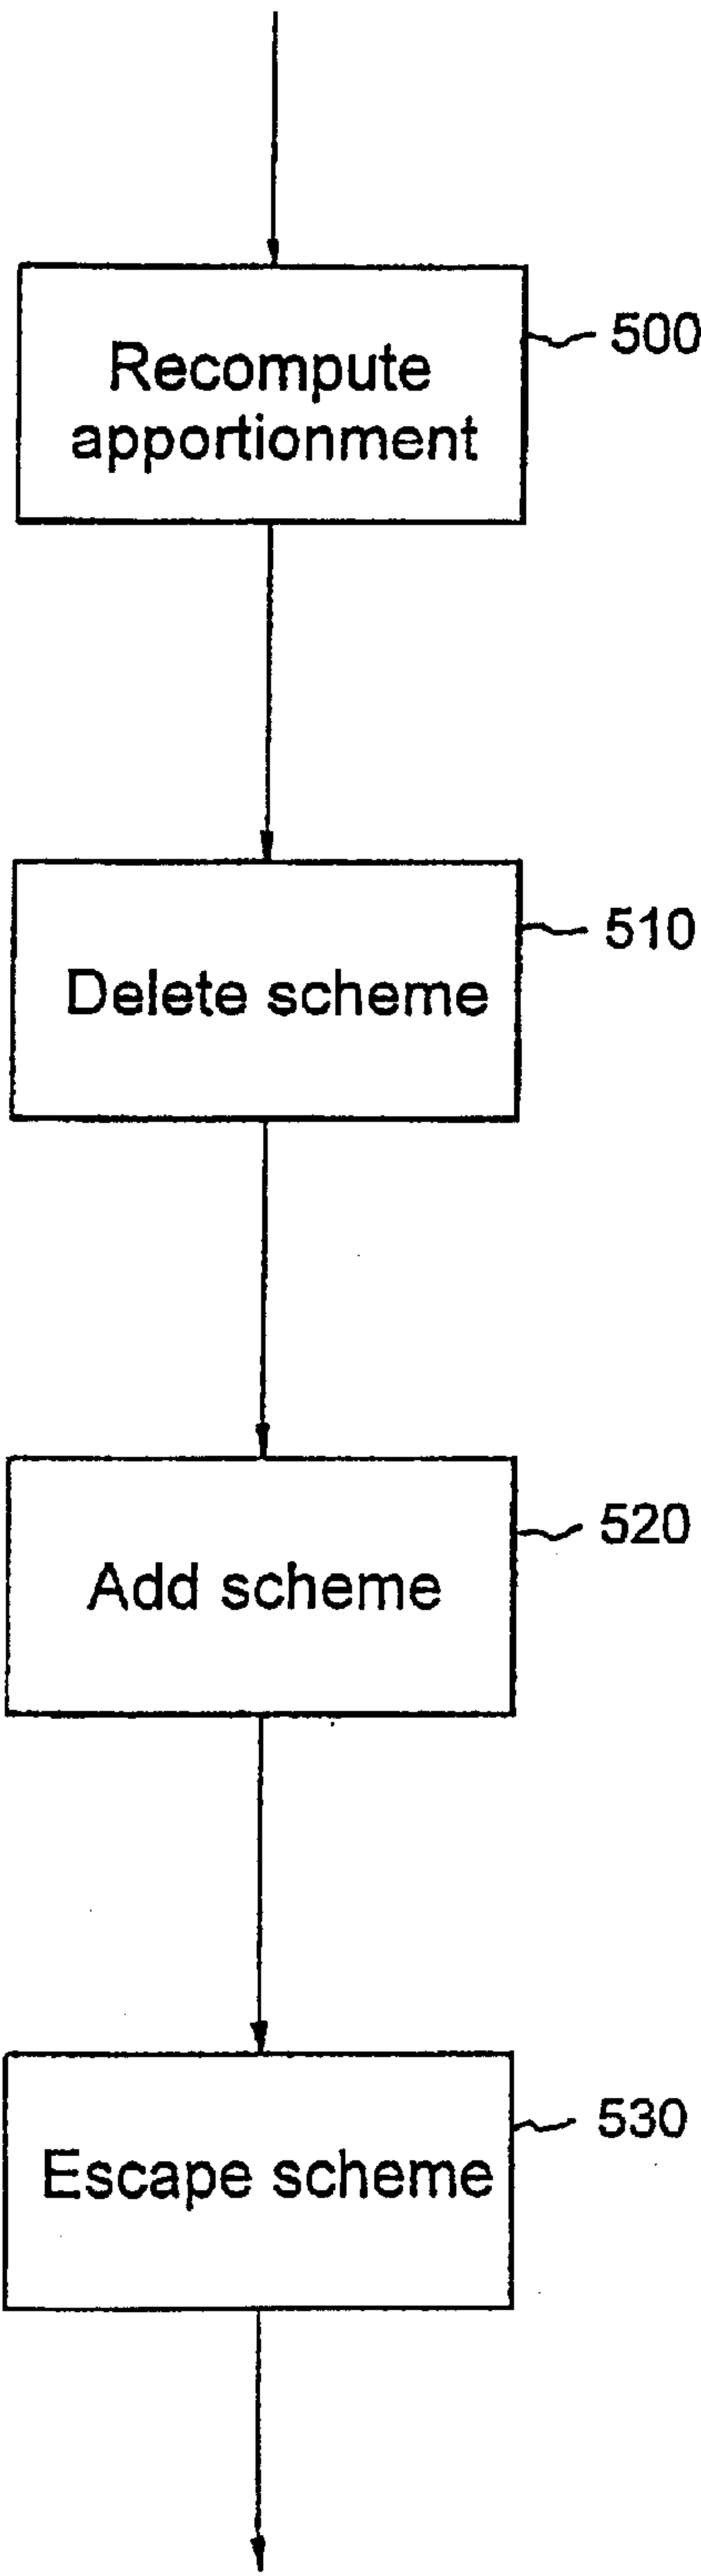 Recompute
apportionment
500
Delete scheme
510
Add scheme
520
Escape scheme
530